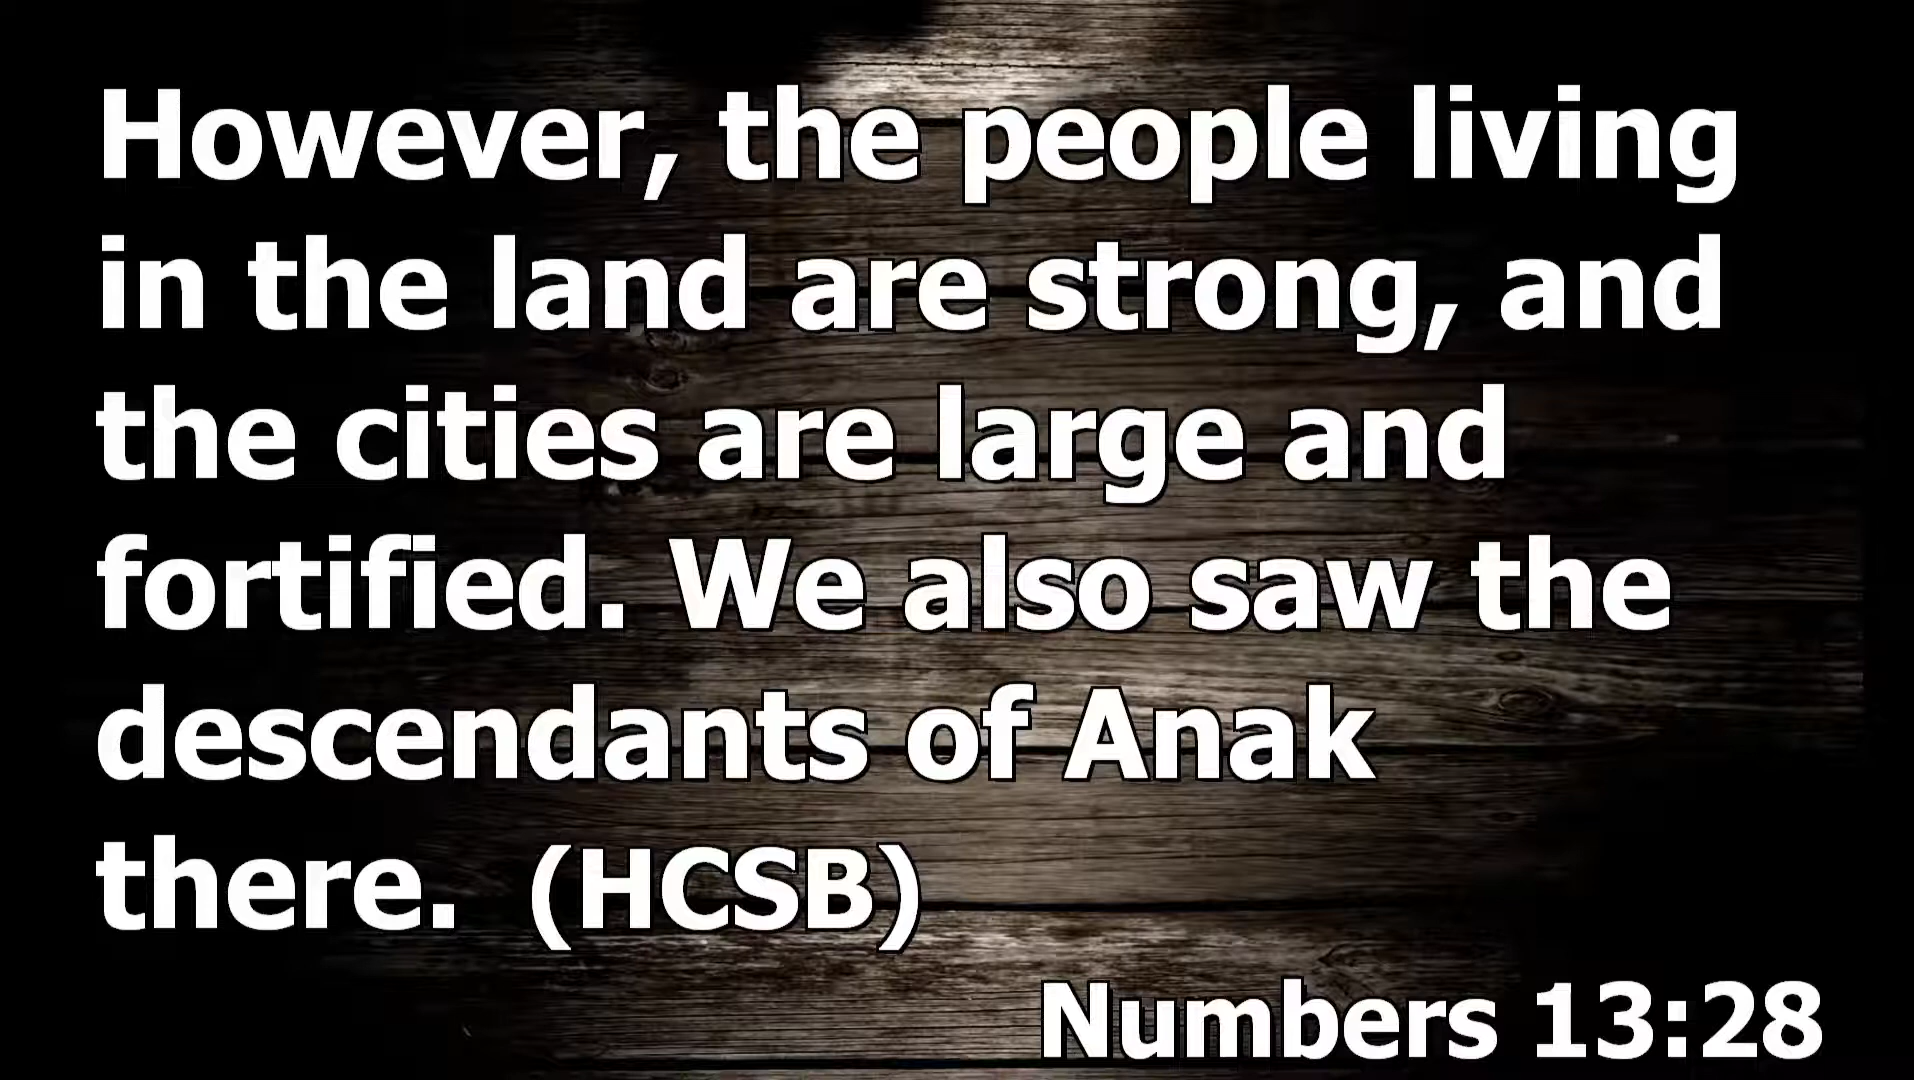 However, the people living
in the land are strong, and
the cities are large and
fortified. We also saw the
descendants of Anak
there. (HCSB)
Numbers 13:28